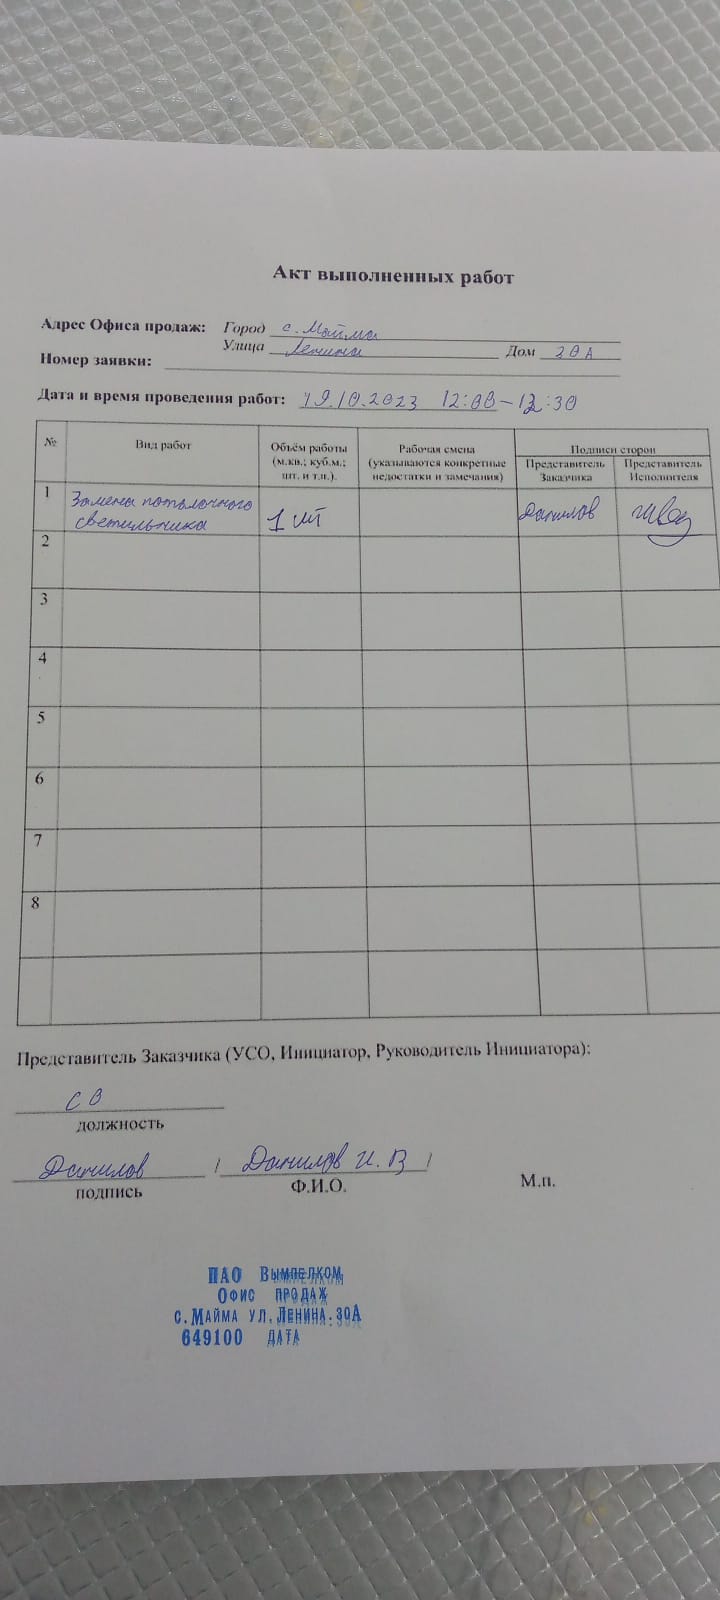 Акт выполненных работ
Адрес Офиса продаж: Город с. Майма
Улица Ленина Дом 20А
Номер заявки:
Дата и время проведения работ: 19.10.2023 12:00-12:30
№ Вид работ Объём работы (м.кв.; куб.м.; шт. и т.п.). Рабочая смена (указываются конкретные недостатки и замечания) Подписи сторон
Представитель Заказчика Представитель Исполнителя
1 Замена потолочного светильника 1 шт Данилов
2
3
4
5
6
7
8
Представитель Заказчика (УСО, Инициатор, Руководитель Инициатора):
СО
должность
Данилов / Данилов И.В /
подпись Ф.И.О. М.п.
ПАО Вымпелком
Офис продаж
с.Майма ул.Ленина.30А
649100 дата